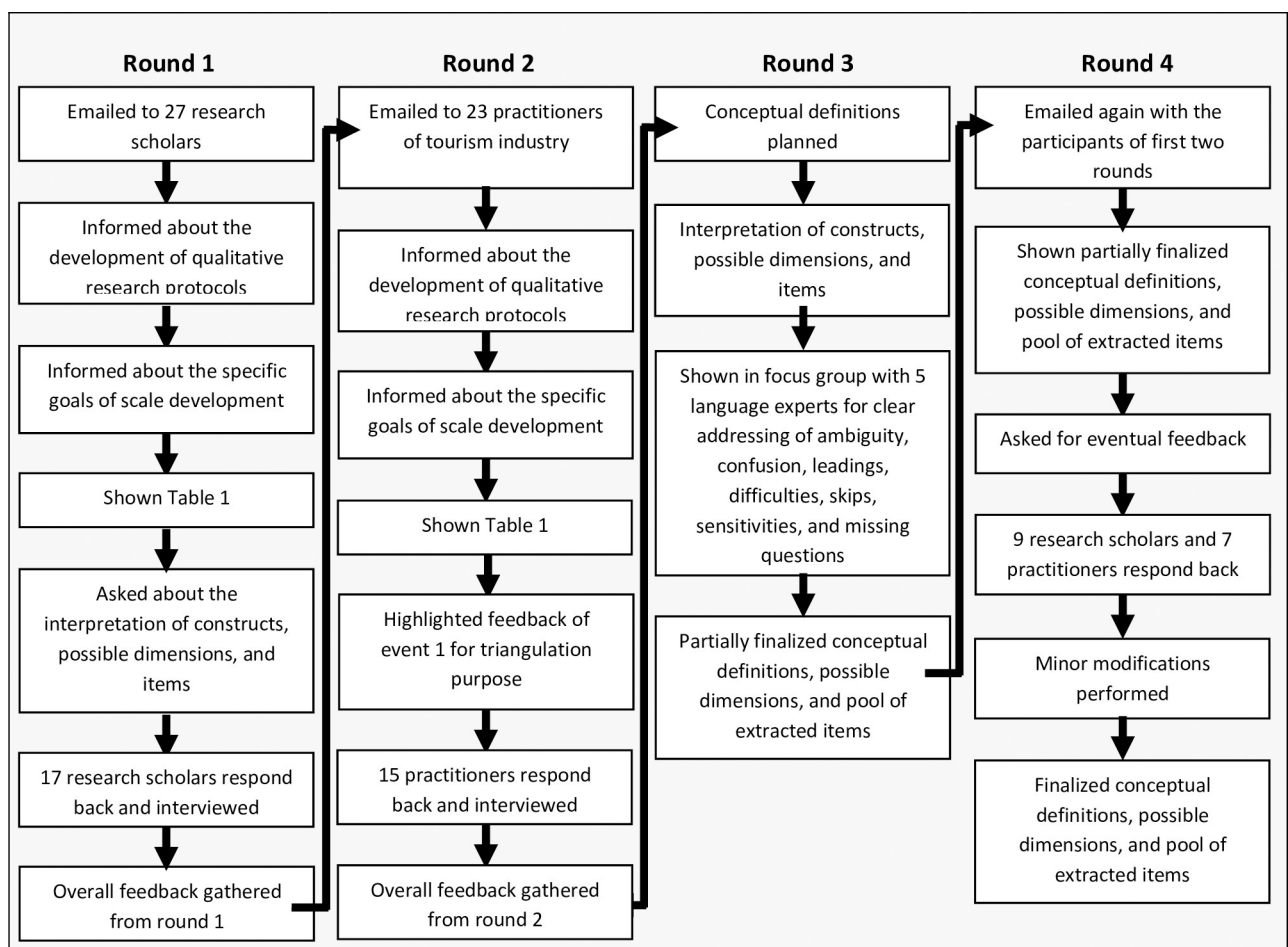 Round 1
Emailed to 27 research
scholars
Informed about the
development of qualitative
research protocols
Informed about the specific
goals of scale development
Shown Table 1
Asked about the
interpretation of constructs,
possible dimensions, and
items
17 research scholars respond
back and interviewed
Overall feedback gathered
from round 1
Round 2
Emailed to 23 practitioners
of tourism industry
Informed about the
development of qualitative
research protocols
Informed about the specific
goals of scale development
Shown Table 1
Highlighted feedback of
event 1 for triangulation
purpose
15 practitioners respond
back and interviewed
Overall feedback gathered
from round 2
Round 3
Conceptual definitions
planned
Interpretation of constructs,
possible dimensions, and
items
Shown in focus group with 5
language experts for clear
addressing of ambiguity,
confusion, leadings,
difficulties, skips,
sensitivities, and missing
questions
Partially finalized conceptual
definitions, possible
dimensions, and pool of
extracted items
Round 4
Emailed again with the
participants of first two
rounds
Shown partially finalized
conceptual definitions,
possible dimensions, and
pool of extracted items
Asked for eventual feedback
9 research scholars and 7
practitioners respond back
Minor modifications
performed
Finalized conceptual
definitions, possible
dimensions, and pool of
extracted items